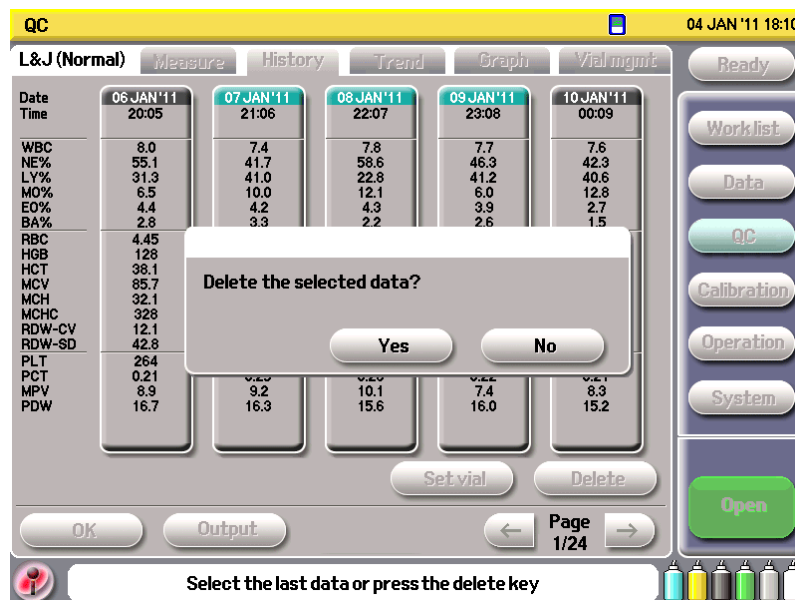 QC
04 JAN '11 18:10
L&J (Normal) Measure History Trend Graph Vial mgmt
Ready
Date 06 JAN'11 07 JAN'11 08 JAN'11 09 JAN'11 10 JAN'11
Time 20:05 21:06 22:07 23:08 00:09
Worklist
WBC 8.0 7.4 7.8 7.7 7.6
NE% 55.1 41.7 58.6 46.3 42.3
LY% 31.3 41.0 22.8 41.2 40.6
MO% 6.5 10.0 12.1 6.0 12.8
EO% 4.4 4.2 4.3 3.9 2.7
BA% 2.8 3.3 2.2 2.6 1.5
Data
RBC 4.45
HGB 128
HCT 38.1
MCV 85.7
MCH 32.1
MCHC 328
RDW-CV 12.1
RDW-SD 42.8
QC
Delete the selected data?
Calibration
Yes No
Operation
PLT 264
PCT 0.21
MPV 8.9 9.2 10.1 7.4 8.3
PDW 16.7 16.3 15.6 16.0 15.2
System
Set vial Delete
Open
OK Output
Page
1/24
Select the last data or press the delete key